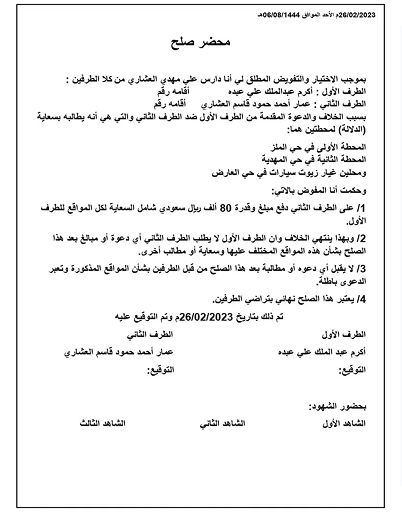 26/02/2023م الأحد الموافق 06/08/1444هـ
محضر صلح
بموجب الاختيار والتفويض المطلق لي أنا دارس علي مهدي العشاري من كلا الطرفين :
الطرف الأول : أكرم عبدالملك علي عبده أقامه رقم
الطرف الثاني : عمار أحمد حمود قاسم العشاري أقامه رقم
بسبب الخلاف والدعوة المقدمة من الطرف الأول ضد الطرف الثاني والتي هي أنه يطالبه بسعاية
(الدلالة) لمحطتين هما:
المحطة الأولى في حي الملز
المحطة الثانية في حي المهدية
ومحلين غيار زيوت سيارات في حي العارض
وحكمت أنا المفوض بالاتي:
1/ على الطرف الثاني دفع مبلغ وقدرة 80 ألف ريال سعودي شامل السعاية لكل المواقع للطرف
الأول.
2/ وبهذا ينتهي الخلاف وان الطرف الأول لا يطلب الطرف الثاني أي دعوة أو مبالغ بعد هذا
الصلح بشأن هذه المواقع المختلف عليها وسعاية أو مطالب أخرى.
3/ لا يقبل أي دعوه أو مطالبة بعد هذا الصلح من قبل الطرفين بشأن المواقع المذكورة وتعبر
الدعوى باطلة.
4/ يعتبر هذا الصلح نهائي بتراضي الطرفين.
تم ذلك بتاريخ 26/02/2023م وتم التوقيع عليه
الطرف الأول الطرف الثاني
أكرم عبد الملك علي عبده عمار أحمد حمود قاسم العشاري
التوقيع: التوقيع:
بحضور الشهود:
الشاهد الأول الشاهد الثاني الشاهد الثالث